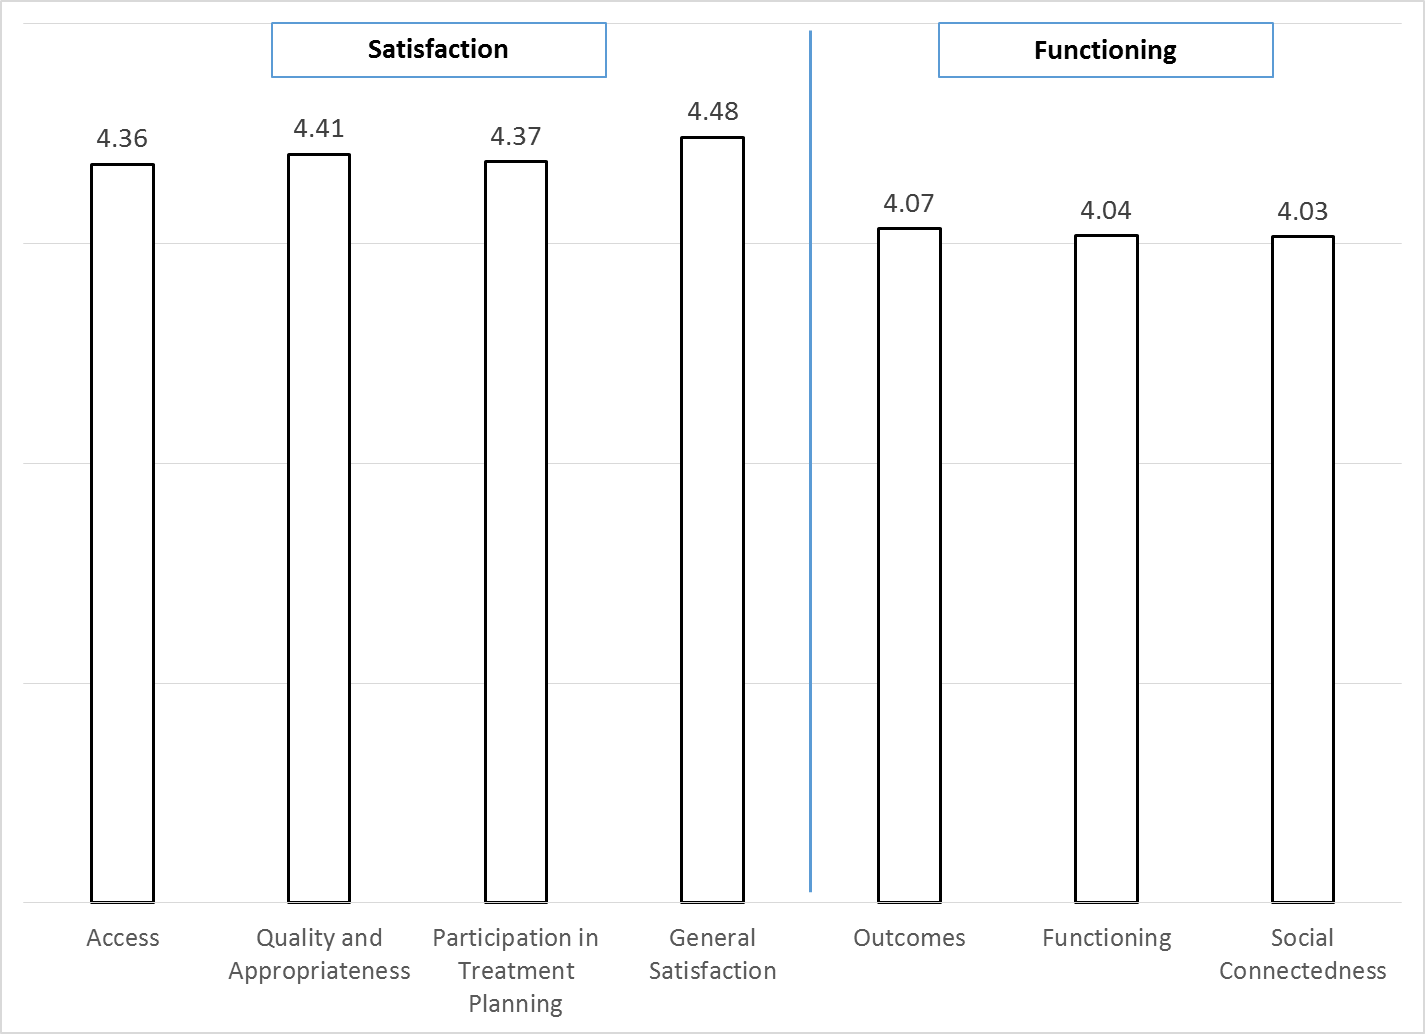 Satisfaction
Functioning
4.36
4.41
4.37
4.48
4.07
4.04
4.03
Access
Quality and
Appropriateness
Participation in
Treatment
Planning
General
Satisfaction
Outcomes
Functioning
Social
Connectedness